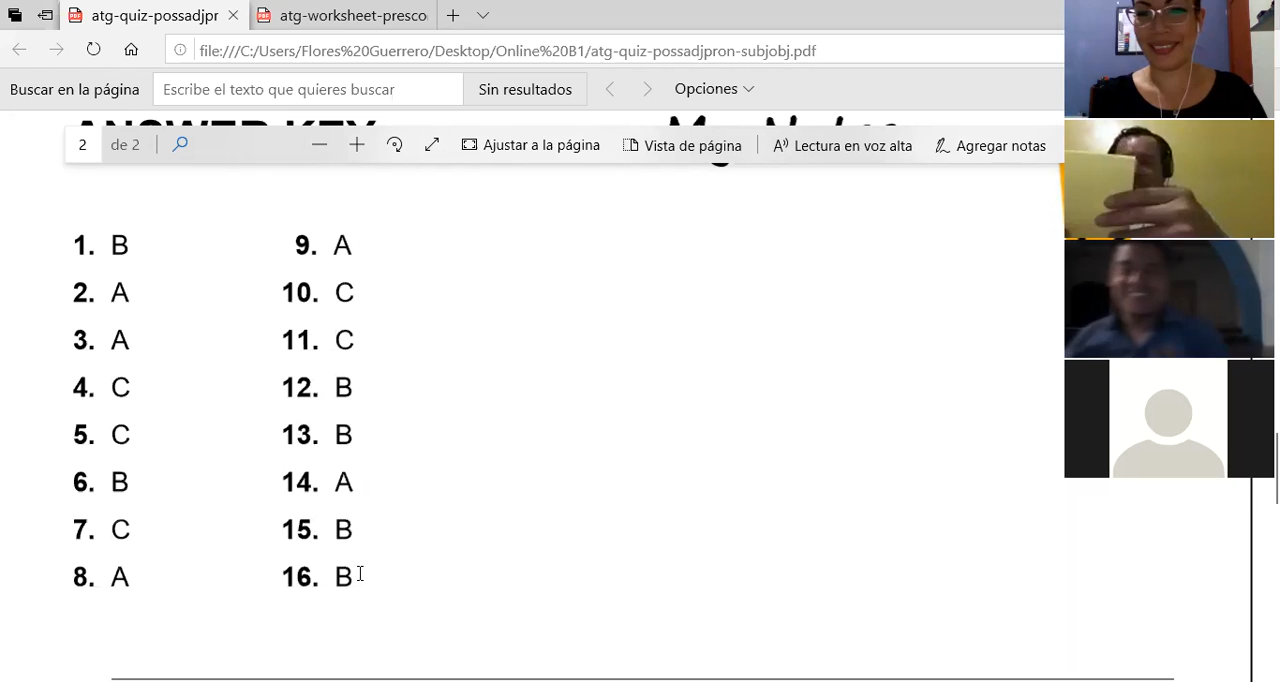 atg-quiz-possadjpr
atg-worksheet-presco
file:///C:/Users/Flores%20Guerrero/Desktop/Online%20B1/atg-quiz-possadjpron-subjobj.pdf
Buscar en la página
Escribe el texto que quieres buscar
Sin resultados
Opciones
ANSWER KEY
2 de 2
Ajustar a la página
Vista de página
Lectura en voz alta
Agregar notas
1. B
2. A
3. A
4. C
5. C
6. B
7. C
8. A
9. A
10. C
11. C
12. B
13. B
14. A
15. B
16. B